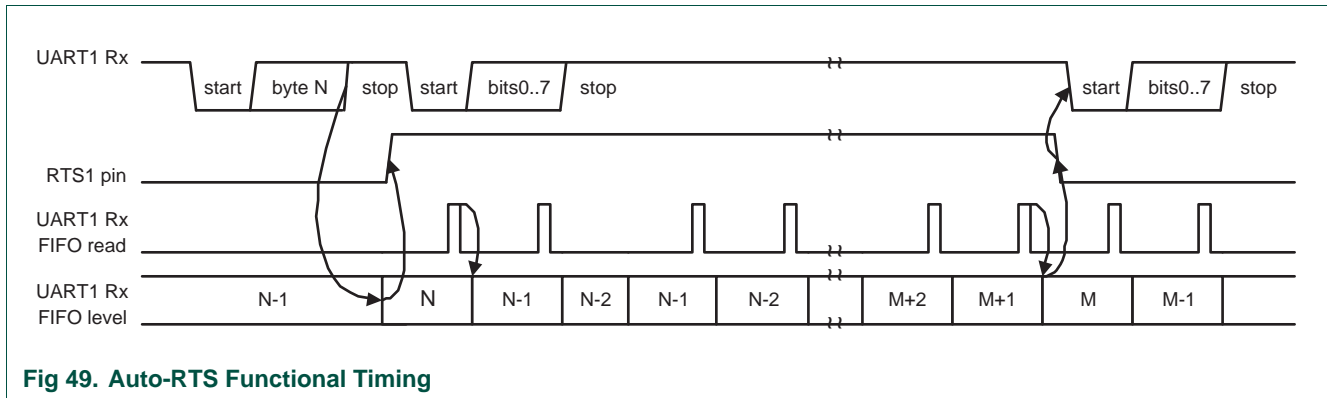 UART1 Rx
start byte N stop start bits0..7 stop start bits0..7 stop
RTS1 pin
UART1 Rx
FIFO read
UART1 Rx
FIFO level
N-1 N N-1 N-2 N-1 N-2 M+2 M+1 M M-1
Fig 49. Auto-RTS Functional Timing